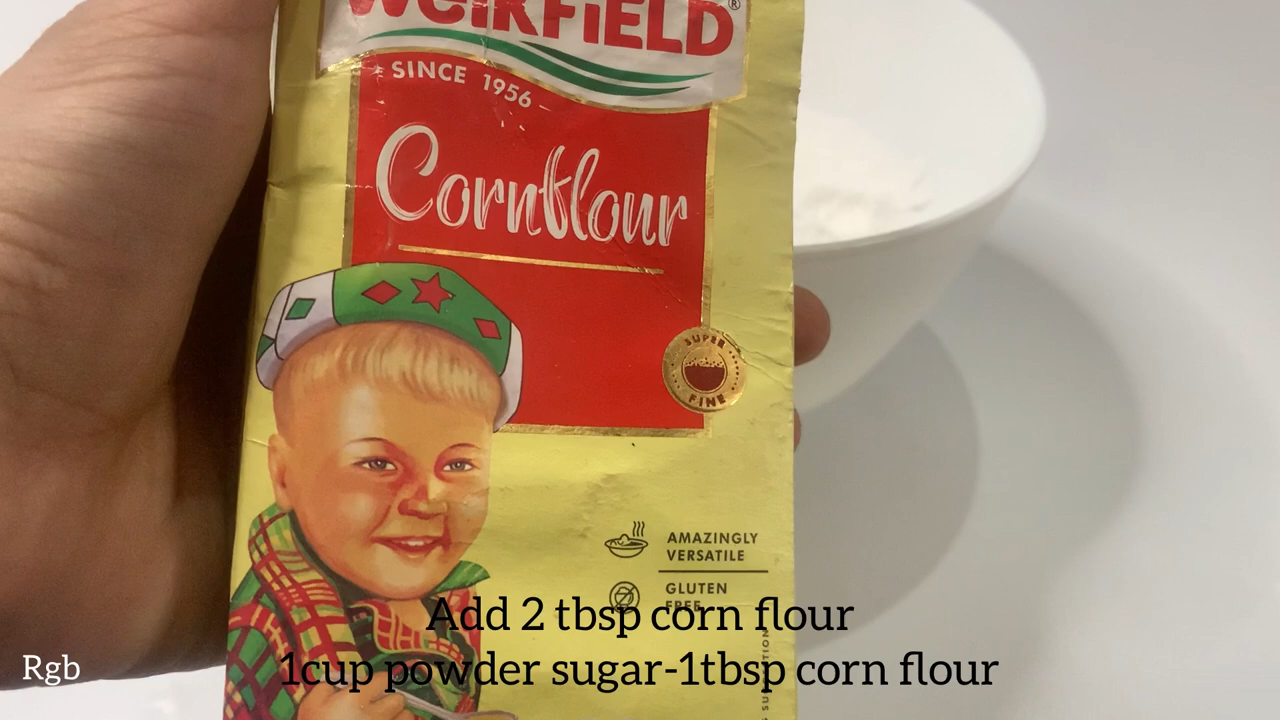 WEIKFiELD®
SINCE 1956
Cornflour
SUPER
FINE
AMAZINGLY
VERSATILE
GLUTEN
FREE
Add 2 tbsp corn flour
1cup powder sugar-1tbsp corn flour
Rgb